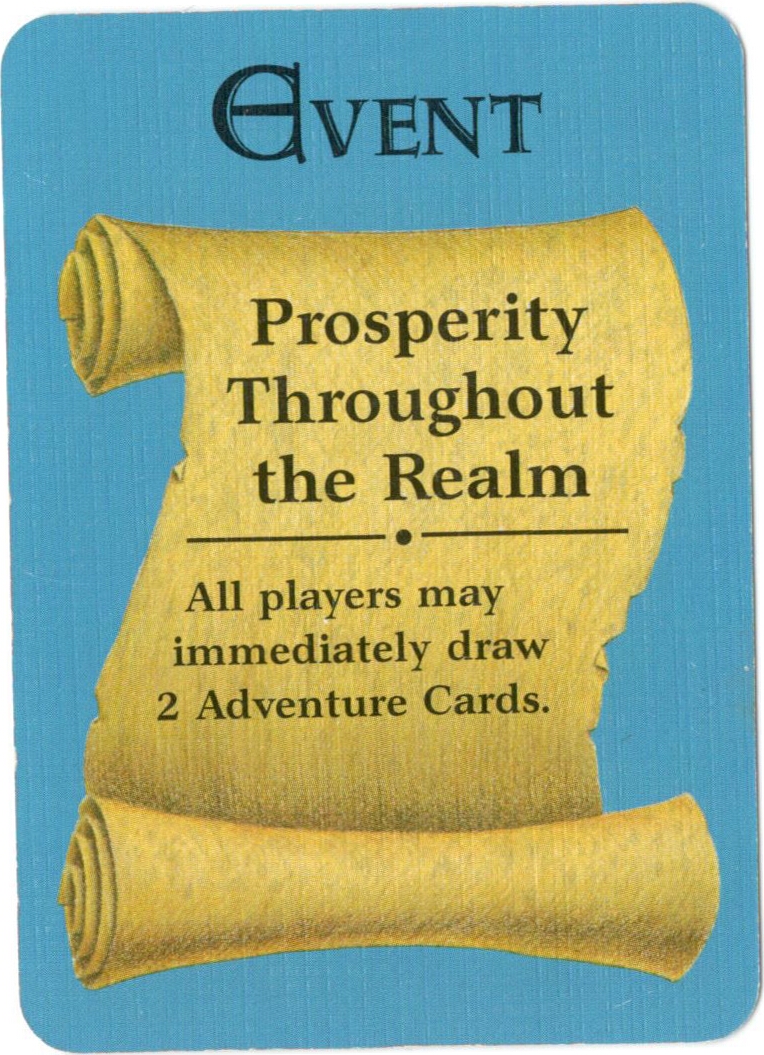 EVENT
Prosperity
Throughout
the Realm
All players may
immediately draw
2 Adventure Cards.